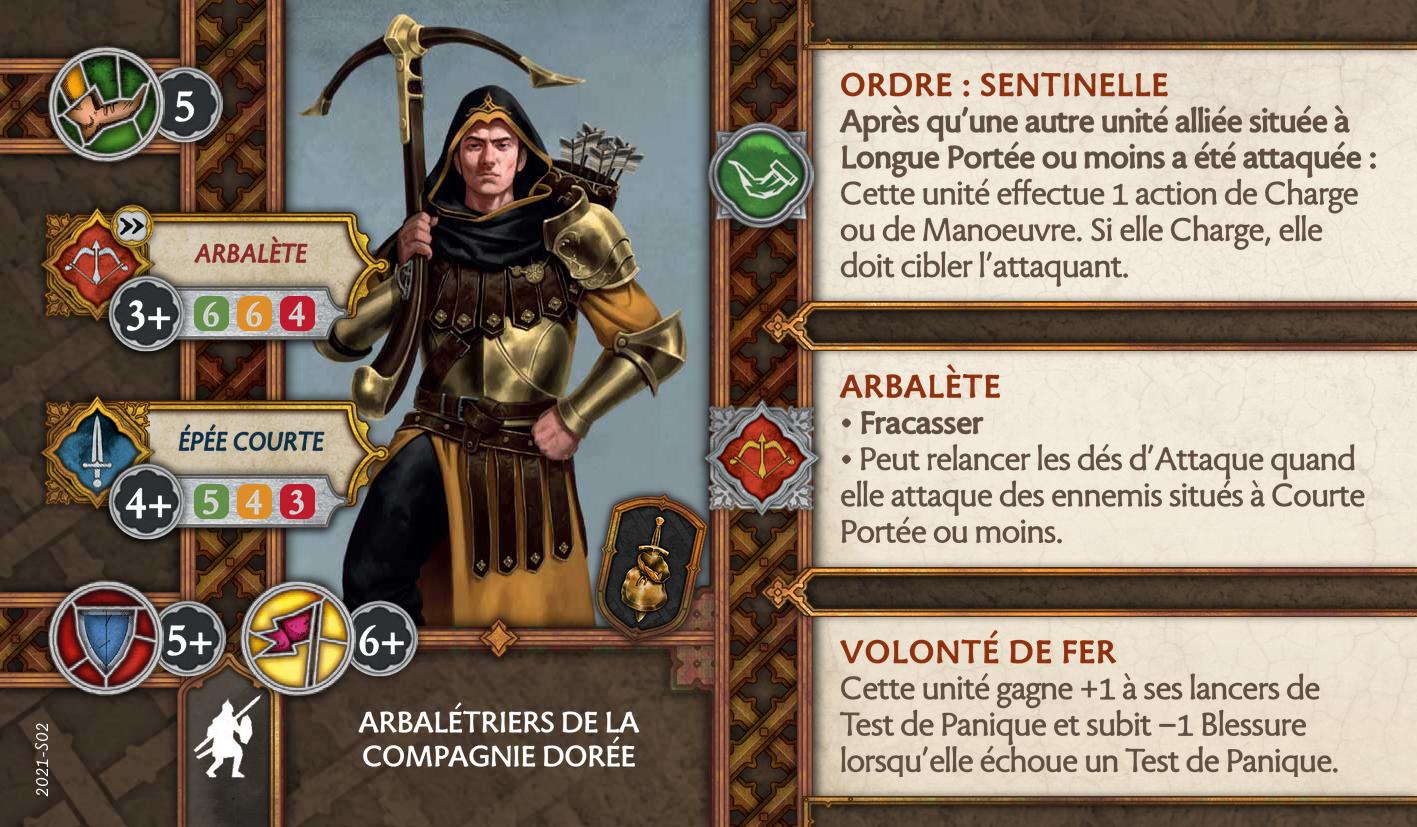 5
ARBALÈTE
3+ 6 6 4
ÉPÉE COURTE
4+ 5 4 3
5+ 6+
ARBALÉTRIERS DE LA
COMPAGNIE DORÉE
2021-S02
ORDRE : SENTINELLE
Après qu'une autre unité alliée située à
Longue Portée ou moins a été attaquée :
Cette unité effectue 1 action de Charge
ou de Manoeuvre. Si elle Charge, elle
doit cibler l'attaquant.
ARBALÈTE
• Fracasser
• Peut relancer les dés d'Attaque quand
elle attaque des ennemis situés à Courte
Portée ou moins.
VOLONTÉ DE FER
Cette unité gagne +1 à ses lancers de
Test de Panique et subit –1 Blessure
lorsqu'elle échoue un Test de Panique.